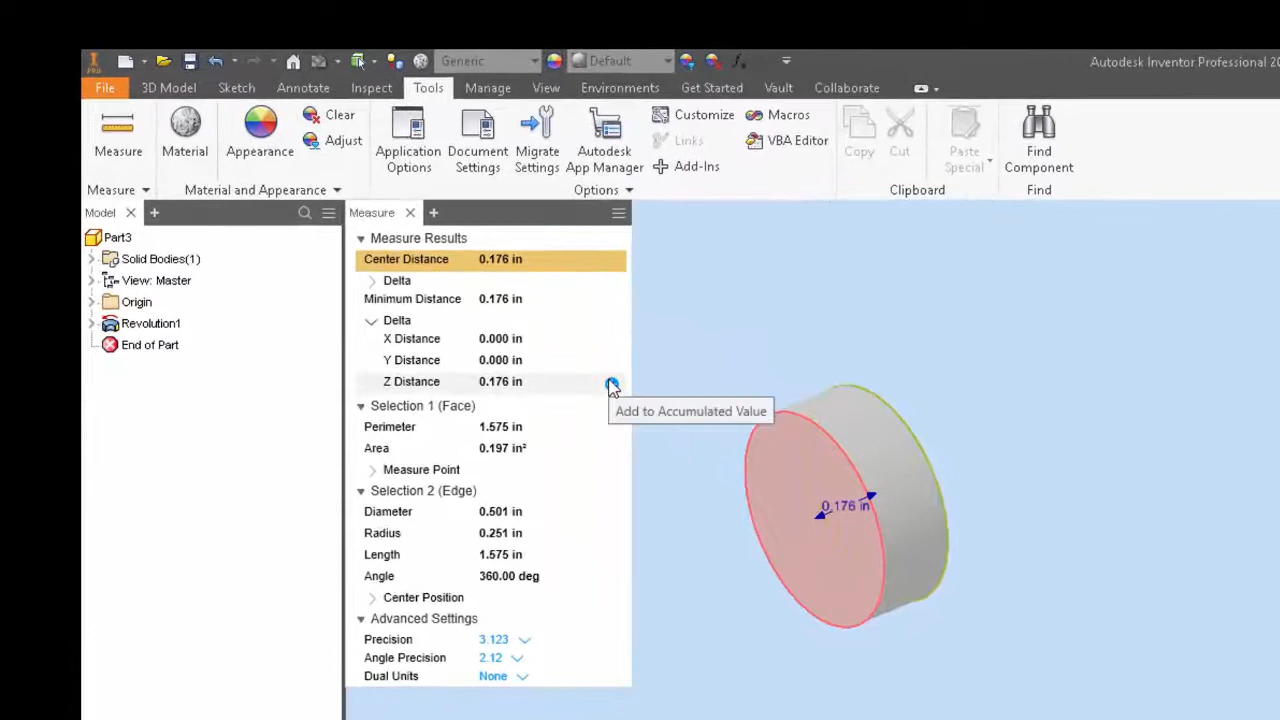 PRO
Generic Default Autodesk Inventor Professional 20
File 3D Model Sketch Annotate Inspect Tools Manage View Environments Get Started Vault Collaborate
Measure
Material
Appearance
Clear
Adjust
Application Options
Document Settings
Migrate Settings
Autodesk App Manager
Customize
Links
Add-Ins
Macros
VBA Editor
Copy
Cut
Paste Special
Find Component
Measure Material and Appearance Options Clipboard Find
Model
Part3
Solid Bodies(1)
View: Master
Origin
Revolution1
End of Part
Measure
Measure Results
Center Distance 0.176 in
Delta
Minimum Distance 0.176 in
Delta
X Distance 0.000 in
Y Distance 0.000 in
Z Distance 0.176 in
Add to Accumulated Value
Selection 1 (Face)
Perimeter 1.575 in
Area 0.197 in²
Measure Point
Selection 2 (Edge)
Diameter 0.501 in
Radius 0.251 in
Length 1.575 in
Angle 360.00 deg
Center Position
Advanced Settings
Precision 3.123
Angle Precision 2.12
Dual Units None
0.176 in